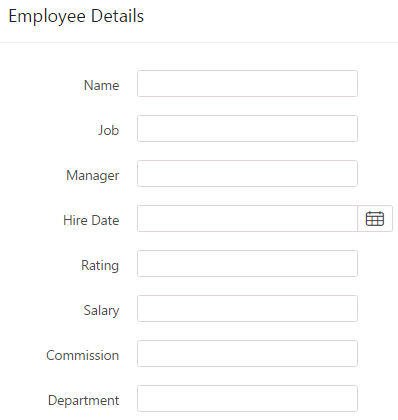 Employee Details
Name
Job
Manager
Hire Date
Rating
Salary
Commission
Department